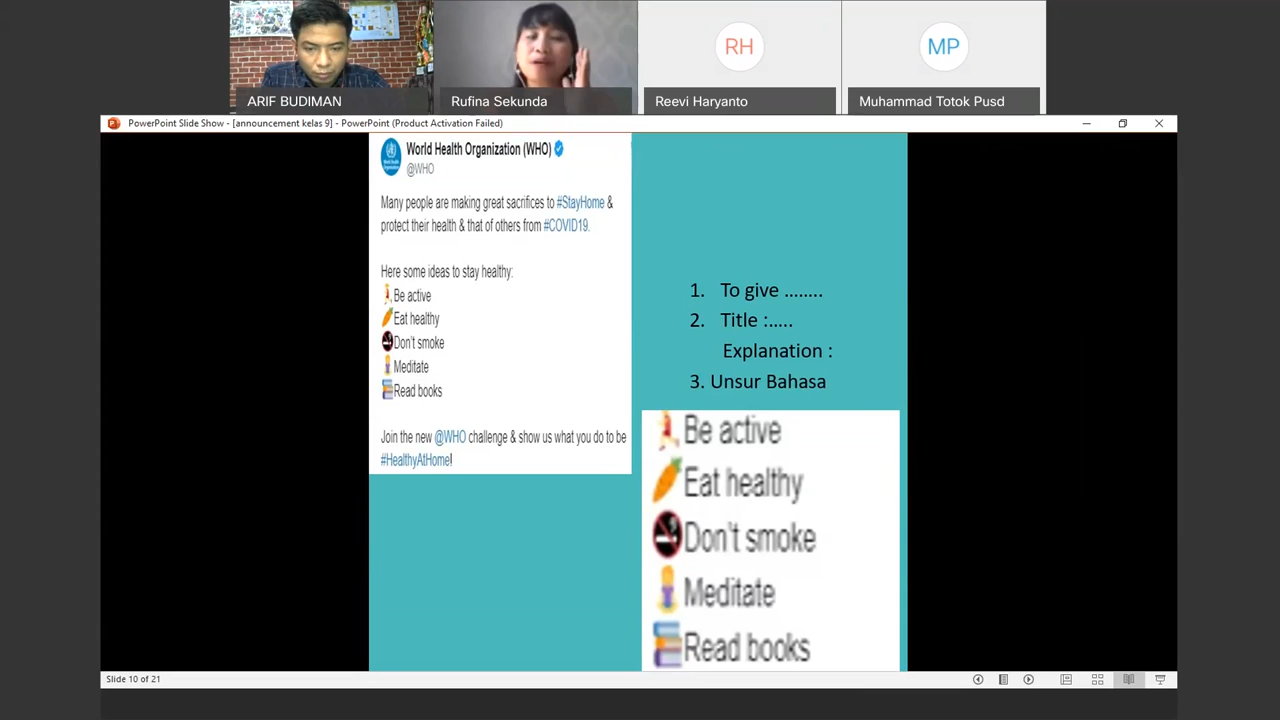 RH
MP
ARIF BUDIMAN
Rufina Sekunda
Reevi Haryanto
Muhammad Totok Pusd
PowerPoint Slide Show - [announcement kelas 9] - PowerPoint (Product Activation Failed)
World Health Organization (WHO)
@WHO
Many people are making great sacrifices to #StayHome &
protect their health & that of others from #COVID19.
Here some ideas to stay healthy:
Be active
Eat healthy
Don't smoke
Meditate
Read books
Join the new @WHO challenge & show us what you do to be
#HealthyAtHome!
1. To give ........
2. Title :.....
Explanation :
3. Unsur Bahasa
Be active
Eat healthy
Don't smoke
Meditate
Read books
Slide 10 of 21